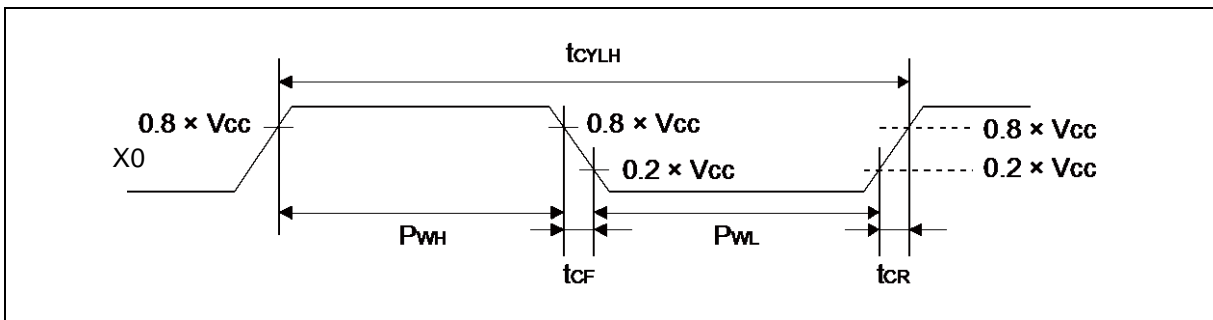 tCYLH
0.8 × Vcc
0.8 × Vcc
0.8 × Vcc
X0
0.2 × Vcc
0.2 × Vcc
PWH
PWL
tCF
tCR